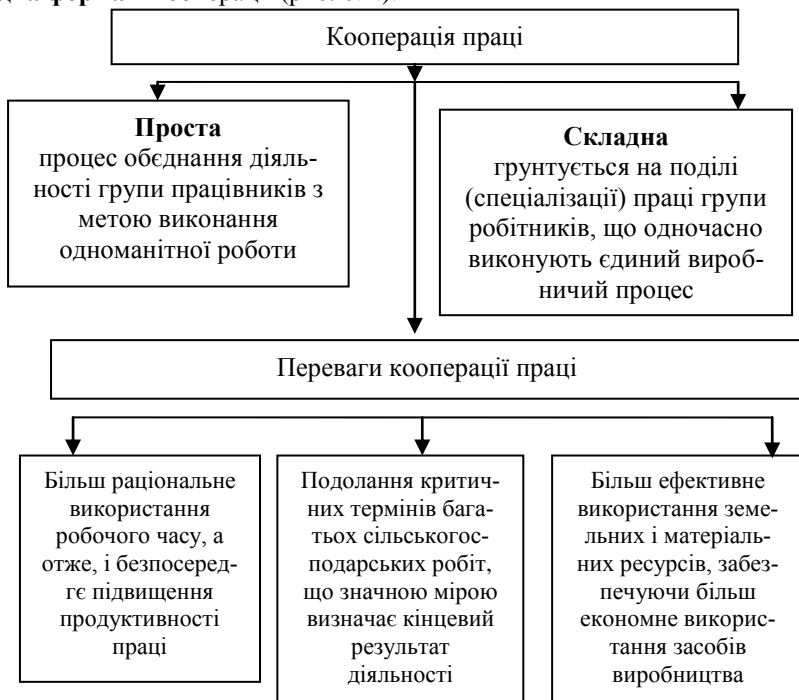 Кооперація праці
Проста
процес обєднання діяль-
ності групи працівників з
метою виконання
одноманітної роботи
Складна
грунтується на поділі
(спеціалізації) праці групи
робітників, що одночасно
виконують єдиний вироб-
ничий процес
Переваги кооперації праці
Більш раціональне
використання
робочого часу, а
отже, і безпосеред-
гє підвищення
продуктивності
праці
Подолання критич-
них термінів бага-
тьох сільськогос-
подарських робіт,
що значною мірою
визначає кінцевий
результат
діяльності
Більш ефективне
використання земе-
льних і матеріаль-
них ресурсів, забез-
печуючи більш
економне викорис-
тання засобів
виробництва